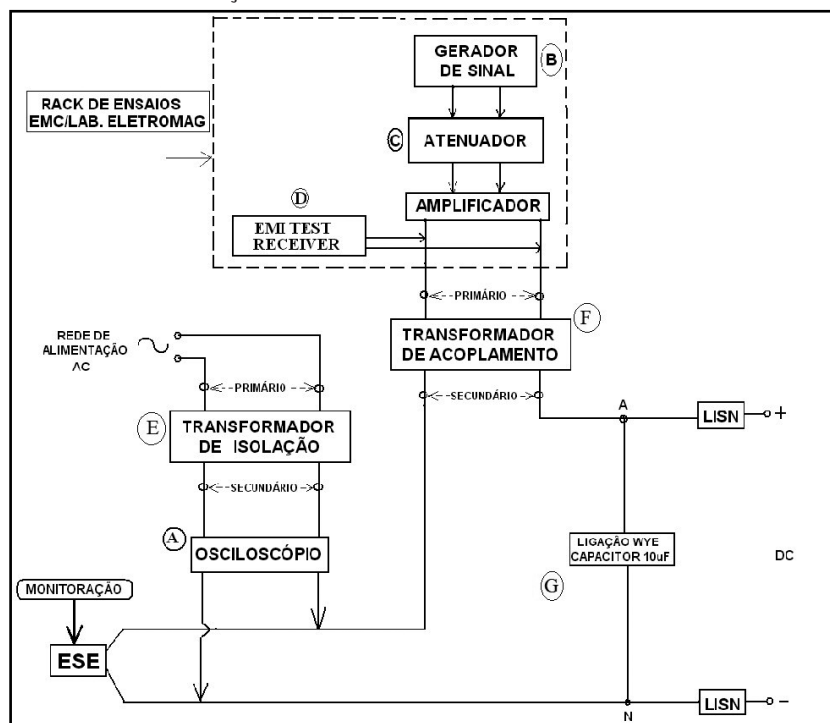 GERADOR
DE SINAL
B
RACK DE ENSAIOS
EMC/LAB. ELETROMAG
C
ATENUADOR
D
AMPLIFICADOR
EMI TEST
RECEIVER
PRIMÁRIO
F
TRANSFORMADOR
DE ACOPLAMENTO
REDE DE
ALIMENTAÇÃO
AC
PRIMÁRIO
SECUNDÁRIO
A
LISN
+
E
TRANSFORMADOR
DE ISOLAÇÃO
SECUNDÁRIO
A
OSCILOSCÓPIO
LIGAÇÃO WYE
CAPACITOR 10uF
DC
G
MONITORAÇÃO
ESE
N
LISN
-